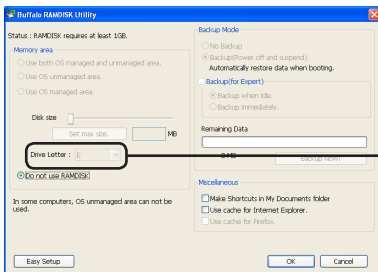 Buffalo RAMDISK Utility
Status : RAMDISK requires at least 1GB.
Memory area
Use both OS managed and unmanaged area.
Use OS unmanaged area.
Use OS managed area.
Disk size
Set max size.
MB
Drive Letter : E
Do not use RAMDISK
In some computers, OS unmanaged area can not be
used.
Easy Setup
Backup Mode
No Backup
Backup(Power off and suspend)
Automatically restore data when booting.
Backup(for Expert)
Backup when idle.
Backup immediately.
Remaining Data
Backup Now!
Miscellaneous
Make Shortcuts in My Documents folder
Use cache for Internet Explorer.
Use cache for Firefox.
OK
Cancel